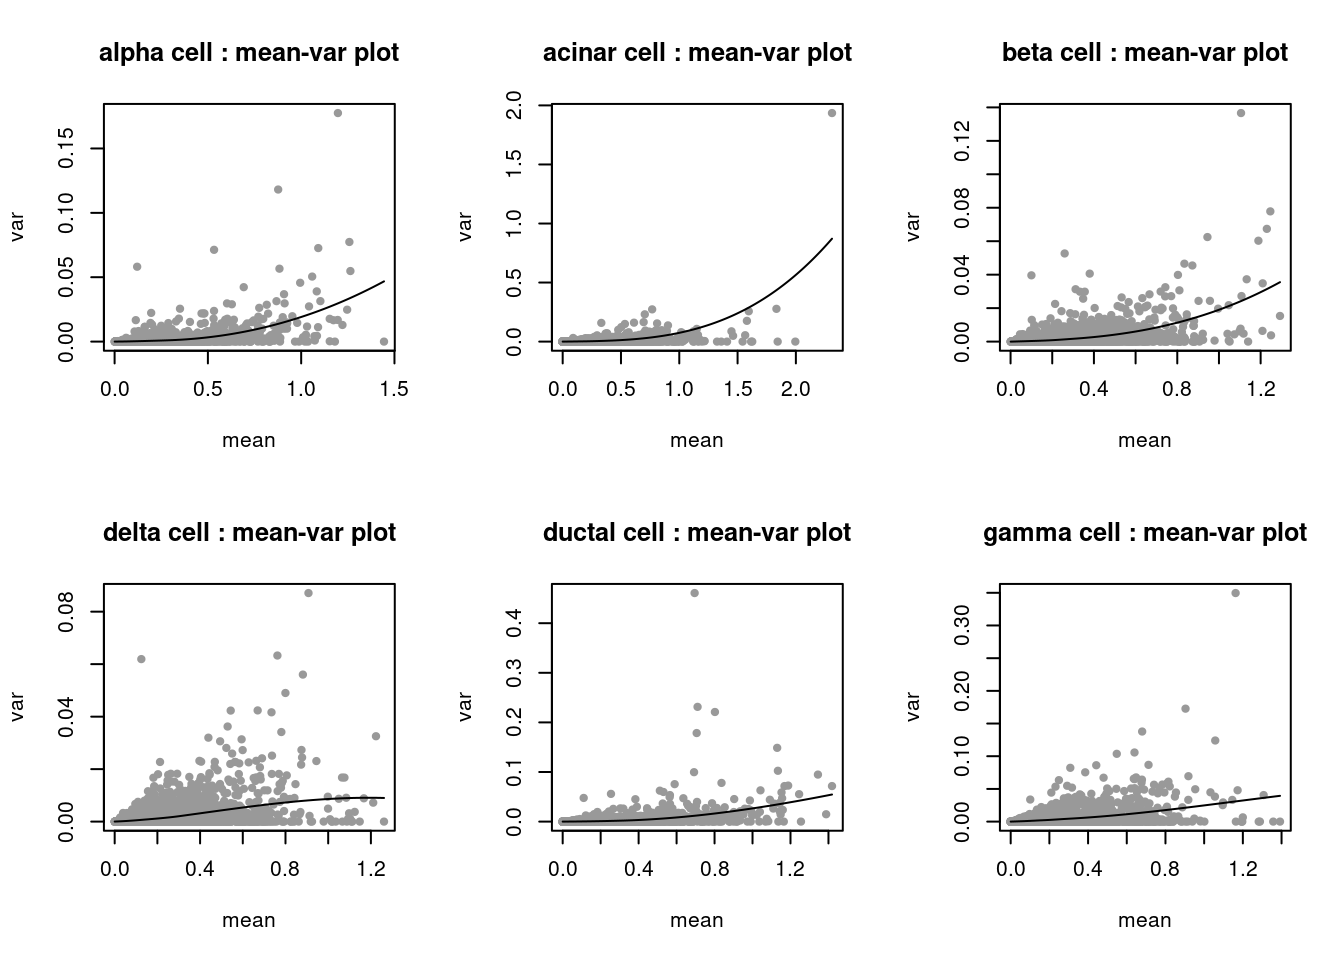 alpha cell : mean-var plot
var
0.00 0.05 0.10 0.15
0.0 0.5 1.0 1.5
mean
acinar cell : mean-var plot
var
0.0 0.5 1.0 1.5 2.0
0.0 0.5 1.0 1.5 2.0
mean
beta cell : mean-var plot
var
0.00 0.04 0.08 0.12
0.0 0.4 0.8 1.2
mean
delta cell : mean-var plot
var
0.00 0.04 0.08
0.0 0.4 0.8 1.2
mean
ductal cell : mean-var plot
var
0.0 0.1 0.2 0.3 0.4
0.0 0.4 0.8 1.2
mean
gamma cell : mean-var plot
var
0.00 0.10 0.20 0.30
0.0 0.4 0.8 1.2
mean